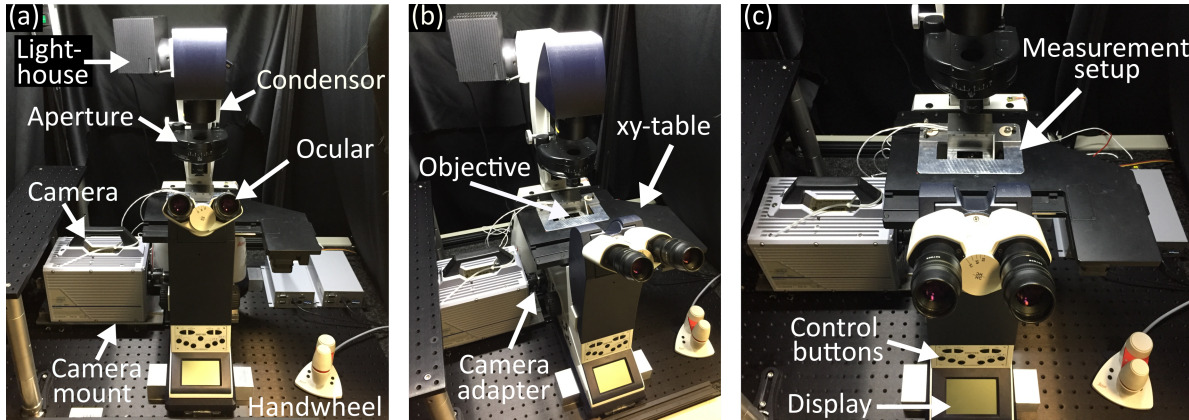 (a)
Light-
house
Condensor
Aperture
Ocular
Camera
Camera
mount
Handwheel
(b)
xy-table
Objective
Camera
adapter
(c)
Measurement
setup
Control
buttons
Display